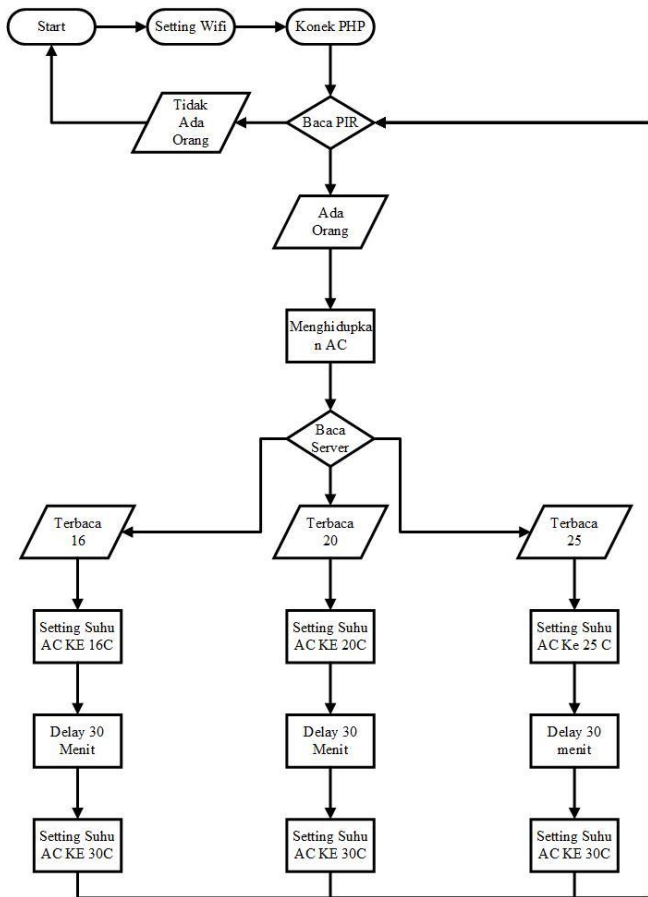 Start
Setting Wifi
Konek PHP
Tidak
Ada
Orang
Baca PIR
Ada
Orang
Menghidupka
n AC
Baca
Server
Terbaca
16
Terbaca
20
Terbaca
25
Setting Suhu
AC KE 16C
Setting Suhu
AC KE 20C
Setting Suhu
AC Ke 25 C
Delay 30
Menit
Delay 30
Menit
Delay 30
menit
Setting Suhu
AC KE 30C
Setting Suhu
AC KE 30C
Setting Suhu
AC KE 30C